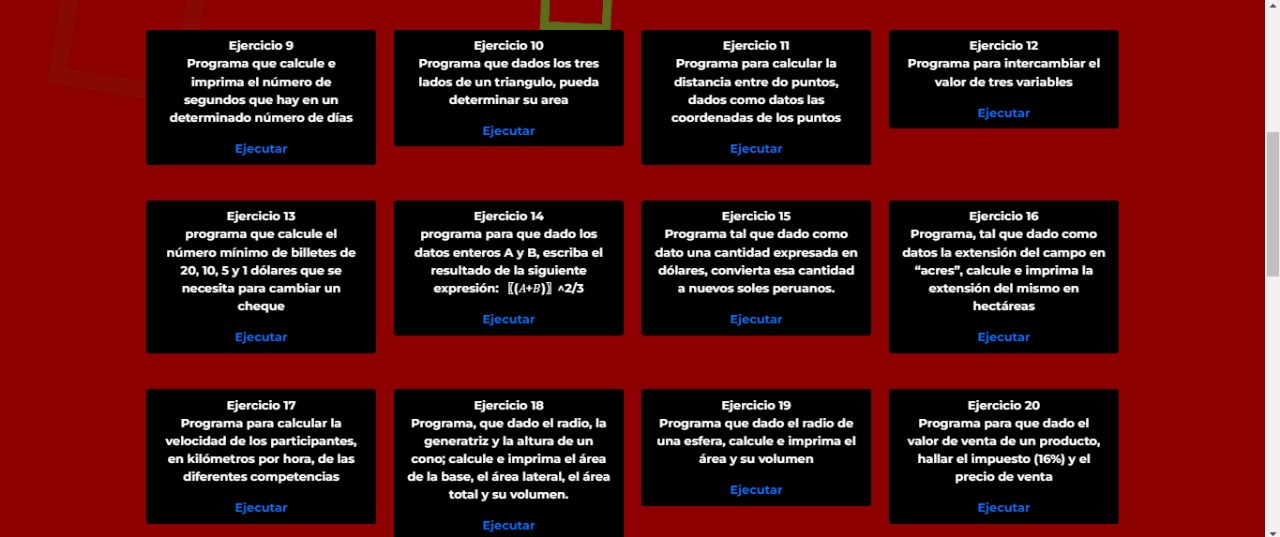 Ejercicio 9
Programa que calcule e
imprima el número de
segundos que hay en un
determinado número de días
Ejecutar
Ejercicio 10
Programa que dados los tres
lados de un triangulo, pueda
determinar su area
Ejecutar
Ejercicio 11
Programa para calcular la
distancia entre do puntos,
dados como datos las
coordenadas de los puntos
Ejecutar
Ejercicio 12
Programa para intercambiar el
valor de tres variables
Ejecutar
Ejercicio 13
programa que calcule el
número mínimo de billetes de
20, 10, 5 y 1 dólares que se
necesita para cambiar un
cheque
Ejecutar
Ejercicio 14
programa para que dado los
datos enteros A y B, escriba el
resultado de la siguiente
expresión: 〖(𝐴+𝐵)〗^2/3
Ejecutar
Ejercicio 15
Programa tal que dado como
dato una cantidad expresada en
dólares, convierta esa cantidad
a nuevos soles peruanos.
Ejecutar
Ejercicio 16
Programa, tal que dado como
datos la extensión del campo en
“acres”, calcule e imprima la
extensión del mismo en
hectáreas
Ejecutar
Ejercicio 17
Programa para calcular la
velocidad de los participantes,
en kilómetros por hora, de las
diferentes competencias
Ejecutar
Ejercicio 18
Programa, que dado el radio, la
generatriz y la altura de un
cono; calcule e imprima el área
de la base, el área lateral, el área
total y su volumen.
Ejecutar
Ejercicio 19
Programa que dado el radio de
una esfera, calcule e imprima el
área y su volumen
Ejecutar
Ejercicio 20
Programa para que dado el
valor de venta de un producto,
hallar el impuesto (16%) y el
precio de venta
Ejecutar